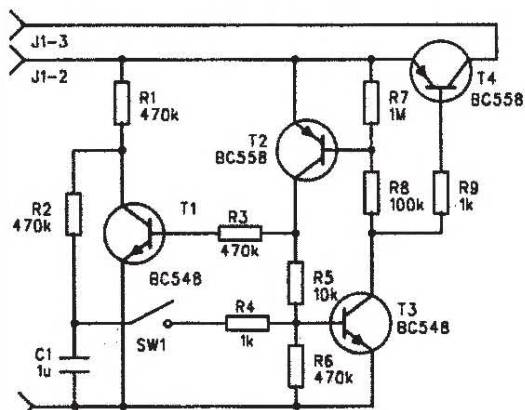 J1-3
J1-2
R1
470k
R2
470k
T1
BC548
C1
1u
SW1
R3
470k
R4
1k
T2
BC558
R5
10k
R6
470k
R7
1M
R8
100k
R9
1k
T3
BC548
T4
BC558